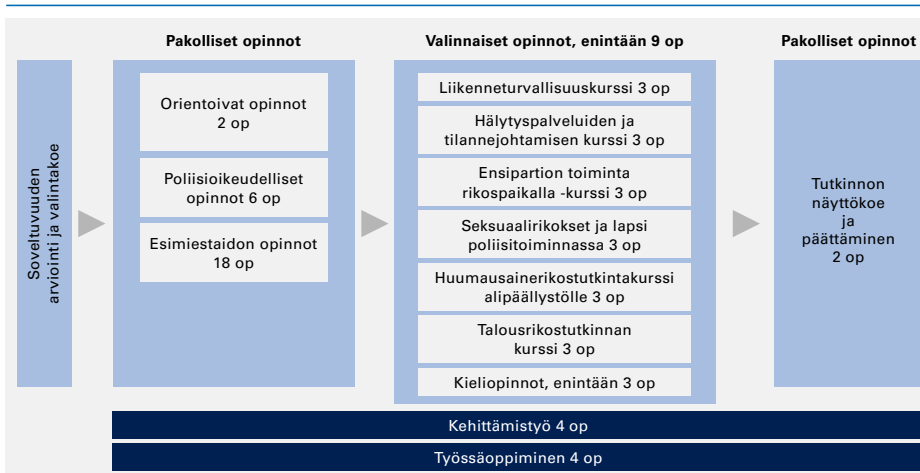 Pakolliset opinnot
Valinnaiset opinnot, enintään 9 op
Pakolliset opinnot
Soveltuvuuden
arviointi ja valintakoe
Orientoivat opinnot
2 op
Poliisioikeudelliset
opinnot 6 op
Esimiestaidon opinnot
18 op
Liikenneturvallisuuskurssi 3 op
Hälytyspalveluiden ja
tilannejohtamisen kurssi 3 op
Ensipartion toiminta
rikospaikalla -kurssi 3 op
Seksuaalirikokset ja lapsi
poliisitoiminnassa 3 op
Huumausainerikostutkintakurssi
alipäällystölle 3 op
Talousrikostutkinnan
kurssi 3 op
Kieliopinnot, enintään 3 op
Tutkinnon
näyttökoe
ja
päättäminen
2 op
Kehittämistyö 4 op
Työssäoppiminen 4 op